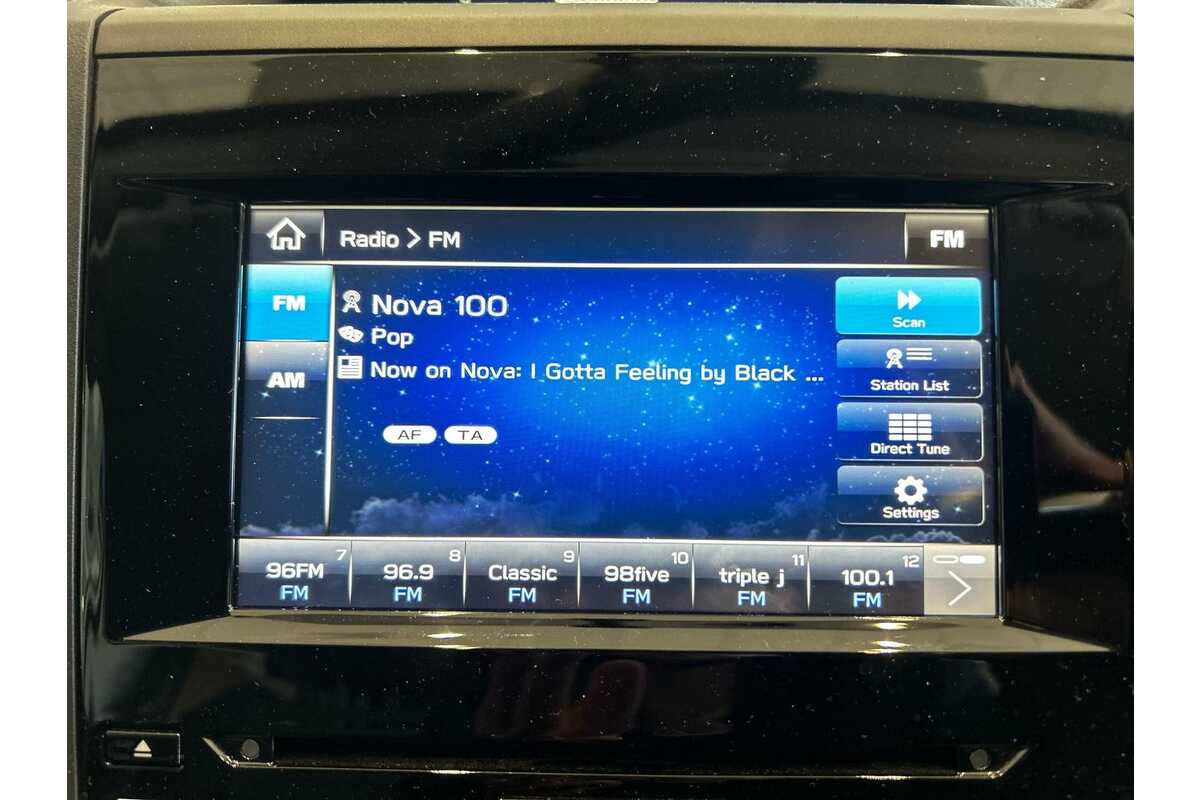 Radio > FM
FM
FM
AM
Nova 100
Pop
Now on Nova: I Gotta Feeling by Black ...
AF TA
Scan
Station List
Direct Tune
Settings
7 8 9 10 11 12
96FM 96.9 Classic 98five triple j 100.1
FM FM FM FM FM FM